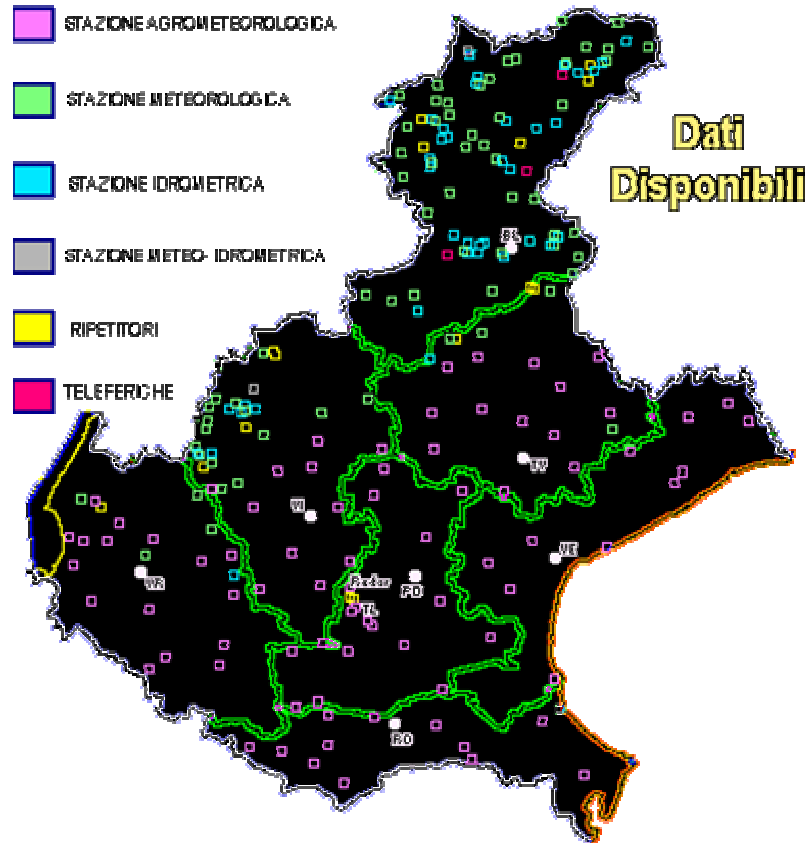 STAZIONE AGROMETEOROLOGICA
STAZIONE METEOROLOGICA
STAZIONE IDROMETRICA
STAZIONE METEO- IDROMETRICA
RIPETITORI
TELEFERICHE
Dati
Disponibili
BL
TV
VI
VE
VR
PD
Radar
TL
RO